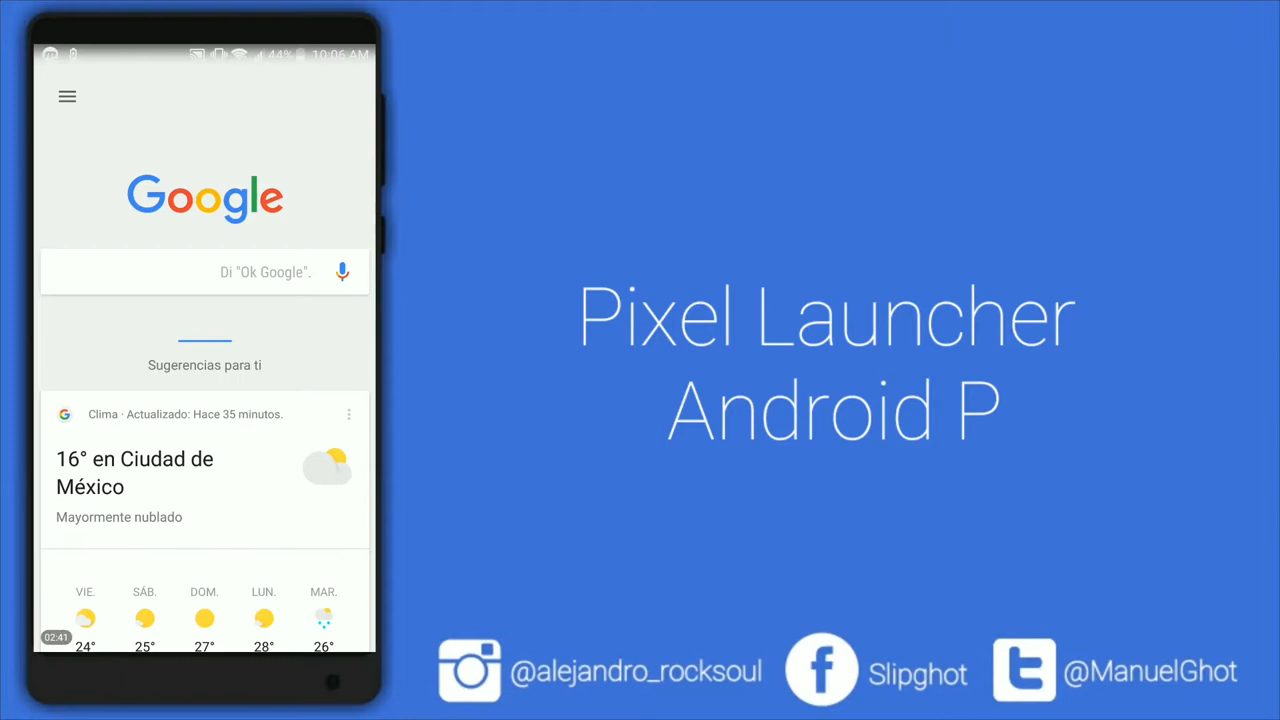 44% 10:06 AM
Google
Di "Ok Google".
Sugerencias para ti
Clima · Actualizado: Hace 35 minutos.
16° en Ciudad de
México
Mayormente nublado
VIE. SÁB. DOM. LUN. MAR.
24° 25° 27° 28° 26°
02:41
Pixel Launcher
Android P
@alejandro_rocksoul Slipghot @ManuelGhot